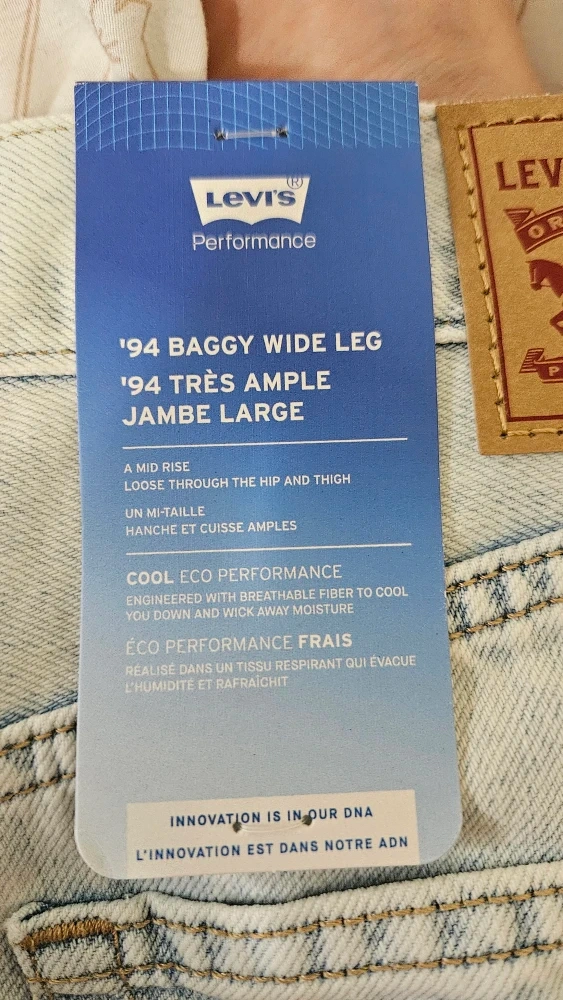 LEVI'S®
Performance
'94 BAGGY WIDE LEG
'94 TRÈS AMPLE
JAMBE LARGE
A MID RISE
LOOSE THROUGH THE HIP AND THIGH
UN MI-TAILLE
HANCHE ET CUISSE AMPLES
COOL ECO PERFORMANCE
ENGINEERED WITH BREATHABLE FIBER TO COOL
YOU DOWN AND WICK AWAY MOISTURE
ÉCO PERFORMANCE FRAIS
RÉALISÉ DANS UN TISSU RESPIRANT QUI ÉVACUE
L'HUMIDITÉ ET RAFRAÎCHIT
INNOVATION IS IN OUR DNA
L'INNOVATION EST DANS NOTRE ADN
LEV
OR
P